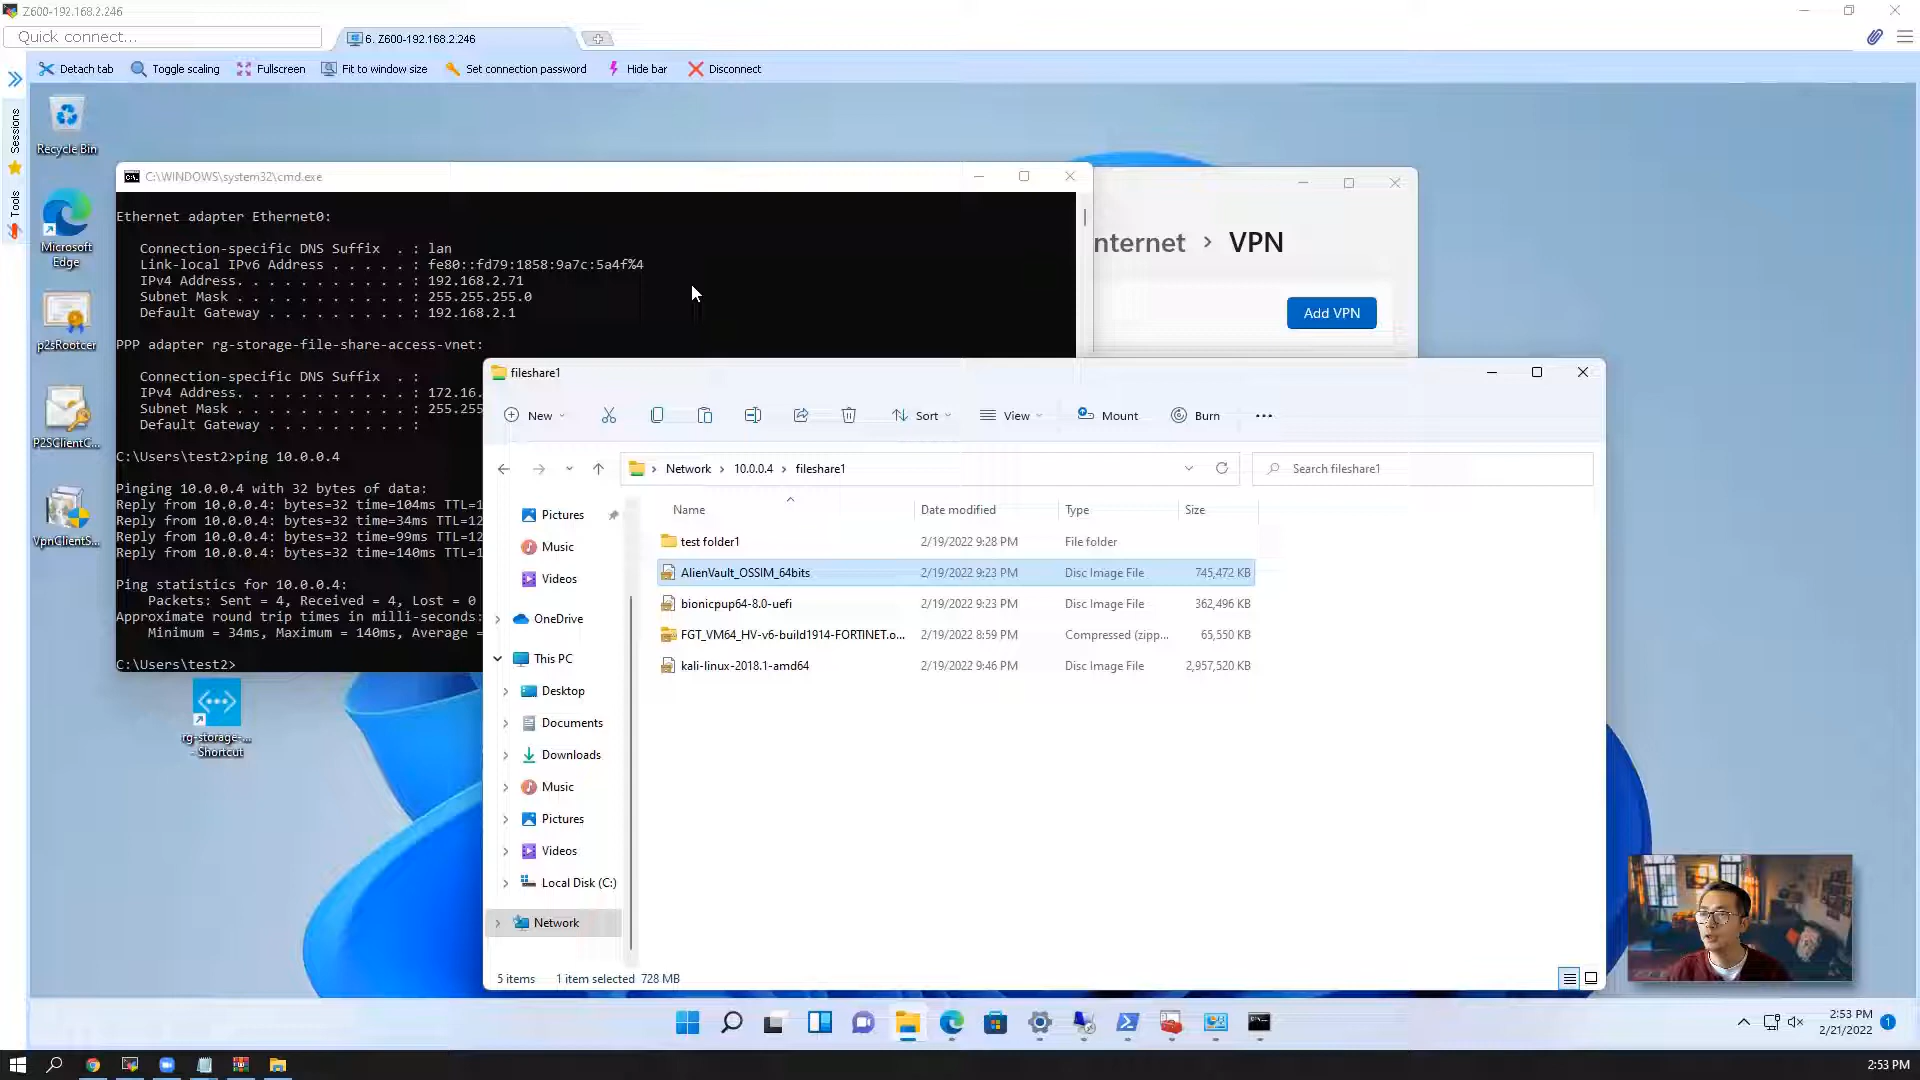 Z600-192.168.2.246
Quick connect...
6. Z600-192.168.2.246
Detach tab
Toggle scaling
Fullscreen
Fit to window size
Set connection password
Hide bar
Disconnect
Sessions
Tools
Recycle Bin
Microsoft
Edge
p2sRootcer
P2SClientC...
VpnClientS...
rg-storage-...
- Shortcut
C:\WINDOWS\system32\cmd.exe
Ethernet adapter Ethernet0:
Connection-specific DNS Suffix  . : lan
Link-local IPv6 Address . . . . . : fe80::fd79:1858:9a7c:5a4f%4
IPv4 Address. . . . . . . . . . . : 192.168.2.71
Subnet Mask . . . . . . . . . . . : 255.255.255.0
Default Gateway . . . . . . . . . : 192.168.2.1
PPP adapter rg-storage-file-share-access-vnet:
Connection-specific DNS Suffix  . :
IPv4 Address. . . . . . . . . . . : 172.16.
Subnet Mask . . . . . . . . . . . : 255.255
Default Gateway . . . . . . . . . :
C:\Users\test2>ping 10.0.0.4
Pinging 10.0.0.4 with 32 bytes of data:
Reply from 10.0.0.4: bytes=32 time=104ms TTL=1
Reply from 10.0.0.4: bytes=32 time=34ms TTL=12
Reply from 10.0.0.4: bytes=32 time=99ms TTL=12
Reply from 10.0.0.4: bytes=32 time=140ms TTL=1
Ping statistics for 10.0.0.4:
Packets: Sent = 4, Received = 4, Lost = 0
Approximate round trip times in milli-seconds:
Minimum = 34ms, Maximum = 140ms, Average =
C:\Users\test2>
nternet > VPN
Add VPN
fileshare1
New
Sort
View
Mount
Burn
Network > 10.0.0.4 > fileshare1
Search fileshare1
Pictures
Music
Videos
OneDrive
This PC
Desktop
Documents
Downloads
Music
Pictures
Videos
Local Disk (C:)
Network
Name Date modified Type Size
test folder1 2/19/2022 9:28 PM File folder
AlienVault_OSSIM_64bits 2/19/2022 9:23 PM Disc Image File 745,472 KB
bionicpup64-8.0-uefi 2/19/2022 9:23 PM Disc Image File 362,496 KB
FGT_VM64_HV-v6-build1914-FORTINET.o... 2/19/2022 8:59 PM Compressed (zipp... 65,550 KB
kali-linux-2018.1-amd64 2/19/2022 9:46 PM Disc Image File 2,957,520 KB
5 items 1 item selected 728 MB
2:53 PM
2/21/2022
1
2:53 PM